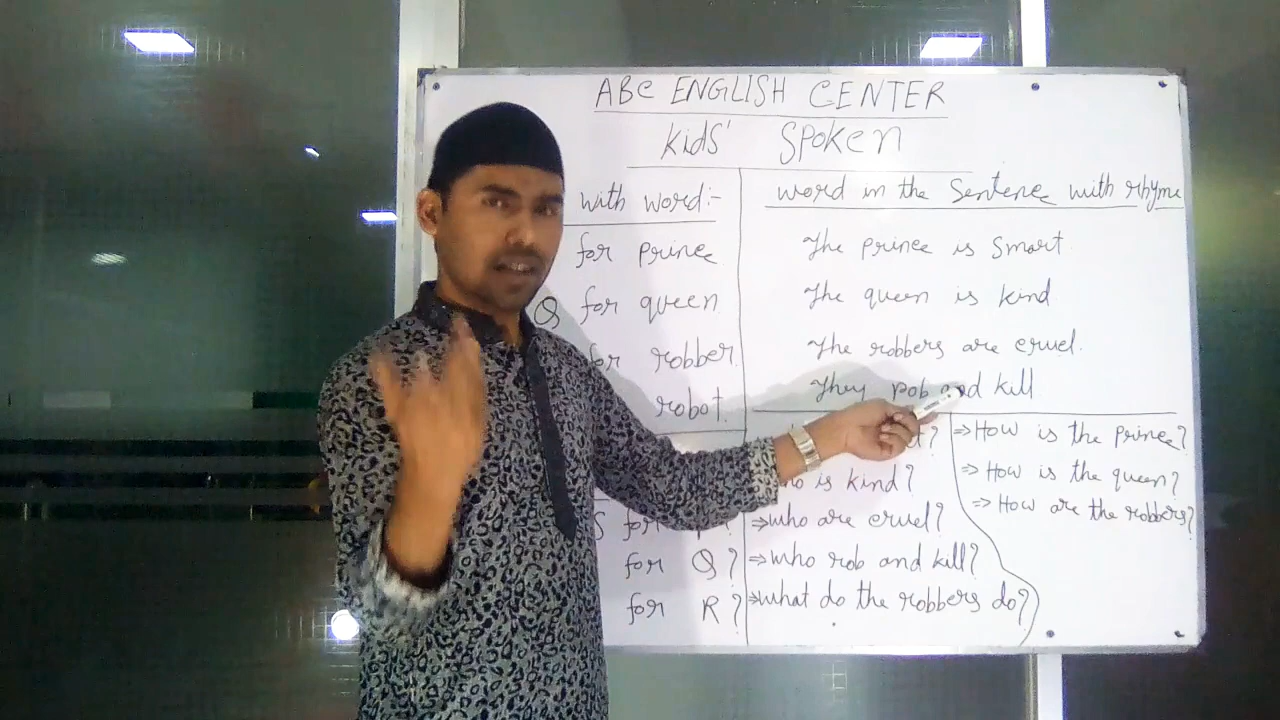 ABC ENGLISH CENTER
Kids' SPOKEN
with word:-
for prince
Q for queen
for robber
robot.
for ?
for Q ?
for R ?
word in the Sentence with rhyme
The prince is smart.
The queen is kind
The robbers are cruel.
They rob and kill
is kind?
⇒who are cruel?
⇒who rob and kill?
⇒what do the robbers do?
⇒How is the prince?
⇒How is the queen?
⇒How are the robbers?